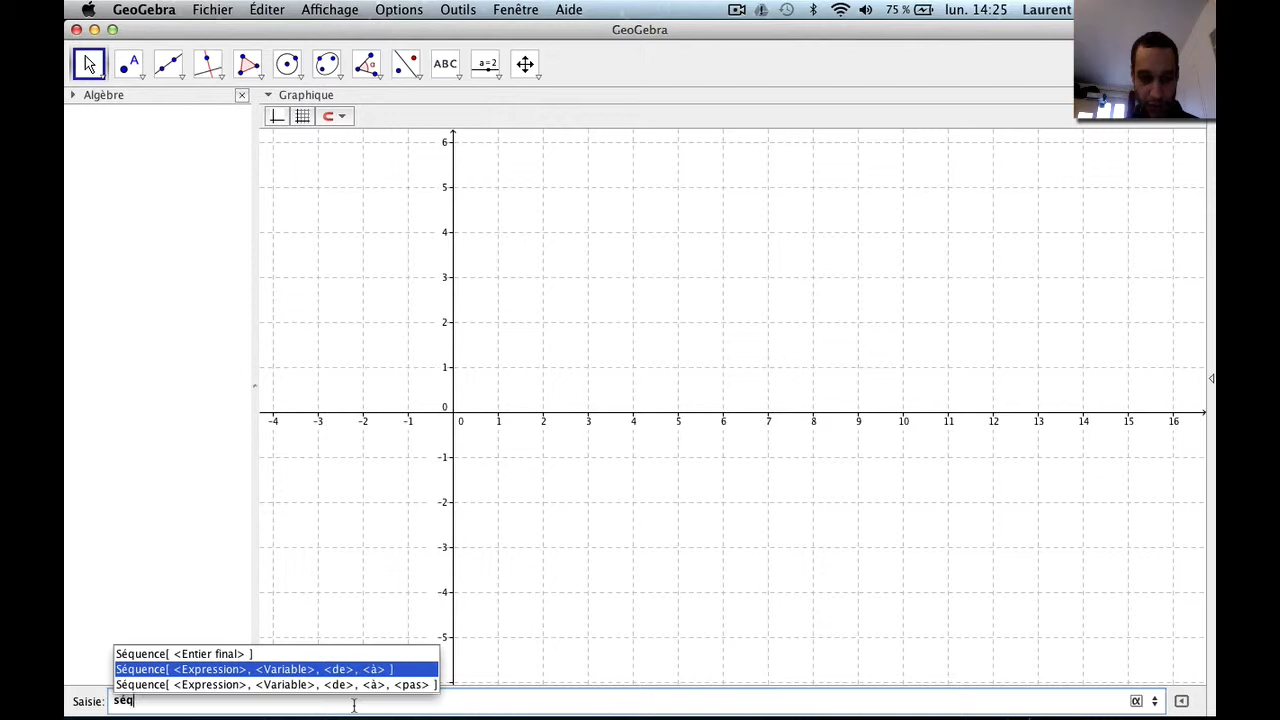 GeoGebra Fichier Éditer Affichage Options Outils Fenêtre Aide 75 % lun. 14:25 Laurent
GeoGebra
A ABC a=2
Algèbre
Graphique
6
5
4
3
2
1
0
-4 -3 -2 -1 0 1 2 3 4 5 6 7 8 9 10 11 12 13 14 15 16
-1
-2
-3
-4
-5
Séquence[ <Entier final> ]
Séquence[ <Expression>, <Variable>, <de>, <à> ]
Séquence[ <Expression>, <Variable>, <de>, <à>, <pas> ]
Saisie: séq α